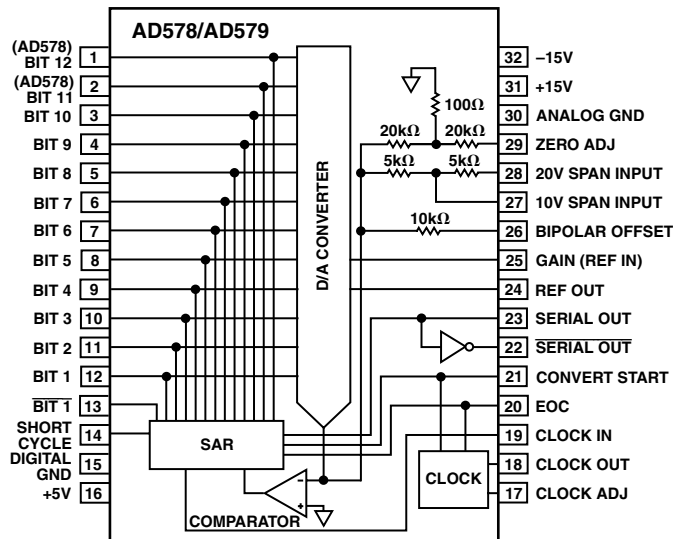 AD578/AD579
(AD578)
BIT 12 1
(AD578)
BIT 11 2
BIT 10 3
BIT 9 4
BIT 8 5
BIT 7 6
BIT 6 7
BIT 5 8
BIT 4 9
BIT 3 10
BIT 2 11
BIT 1 12
BIT 1 13
SHORT
CYCLE 14
DIGITAL
GND 15
+5V 16
D/A CONVERTER
100Ω
20kΩ 20kΩ
5kΩ 5kΩ
10kΩ
SAR
COMPARATOR
–
+
CLOCK
32 –15V
31 +15V
30 ANALOG GND
29 ZERO ADJ
28 20V SPAN INPUT
27 10V SPAN INPUT
26 BIPOLAR OFFSET
25 GAIN (REF IN)
24 REF OUT
23 SERIAL OUT
22 SERIAL OUT
21 CONVERT START
20 EOC
19 CLOCK IN
18 CLOCK OUT
17 CLOCK ADJ